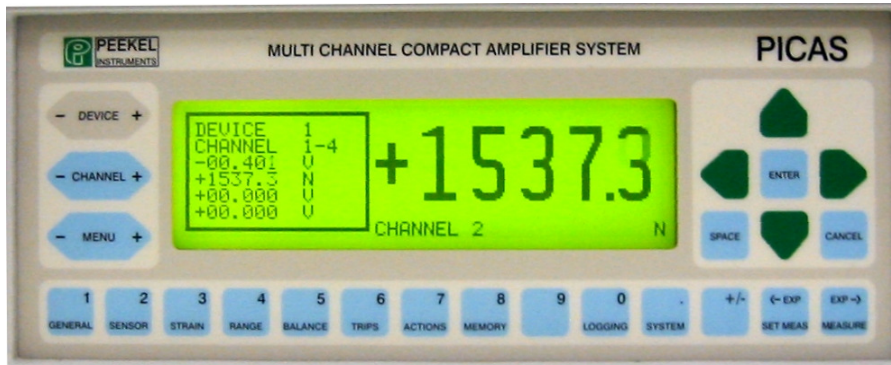 PEEKEL
INSTRUMENTS
MULTI CHANNEL COMPACT AMPLIFIER SYSTEM
PICAS
- DEVICE +
- CHANNEL +
- MENU +
DEVICE 1
CHANNEL 1-4
-00.401 V
+1537.3 N
+00.000 V
+00.000 V
+1537.3
CHANNEL 2 N
ENTER
SPACE
CANCEL
1 GENERAL
2 SENSOR
3 STRAIN
4 RANGE
5 BALANCE
6 TRIPS
7 ACTIONS
8 MEMORY
9
0 LOGGING
. SYSTEM
+/-
<- EXP SET MEAS
EXP -> MEASURE